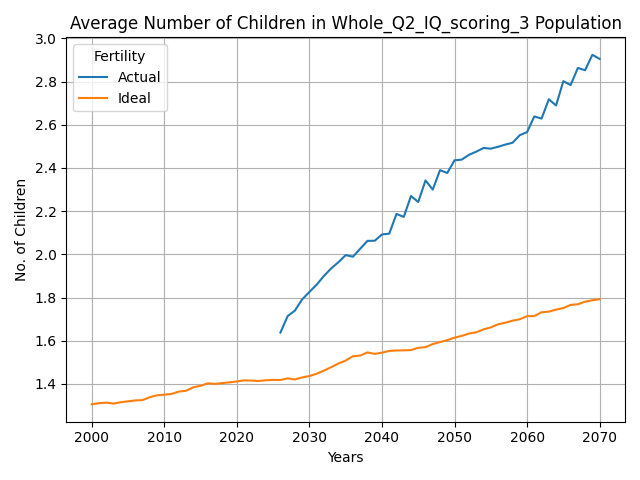 Average Number of Children in Whole_Q2_IQ_scoring_3 Population
Fertility
Actual
Ideal
No. of Children
3.0
2.8
2.6
2.4
2.2
2.0
1.8
1.6
1.4
2000 2010 2020 2030 2040 2050 2060 2070
Years